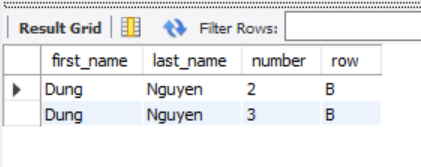 Result Grid Filter Rows:
first_name last_name number row
Dung Nguyen 2 B
Dung Nguyen 3 B